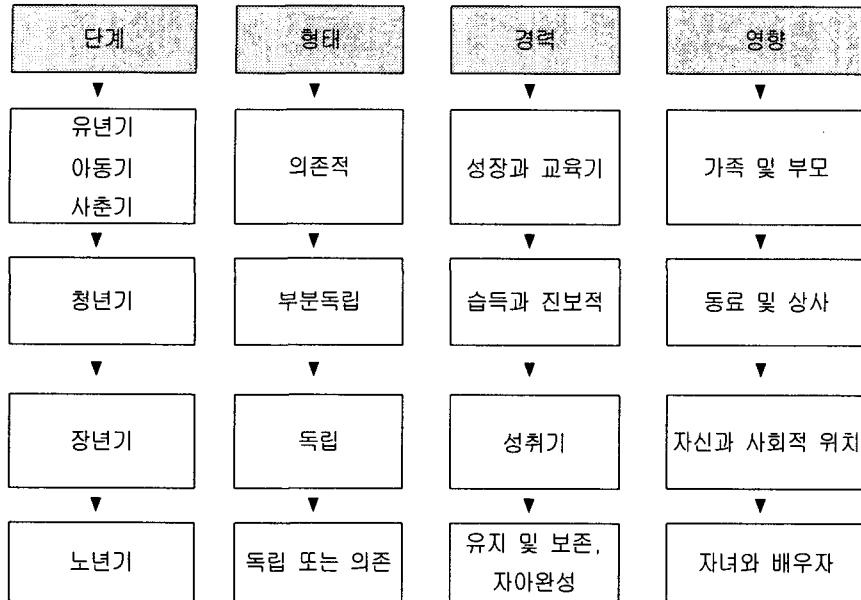 단계 형태 경력 영향
유년기
아동기
사춘기
의존적
성장과 교육기
가족 및 부모
청년기 부분독립 습득과 진보적 동료 및 상사
장년기 독립 성취기 자신과 사회적 위치
노년기
독립 또는 의존
유지 및 보존,
자아완성
자녀와 배우자